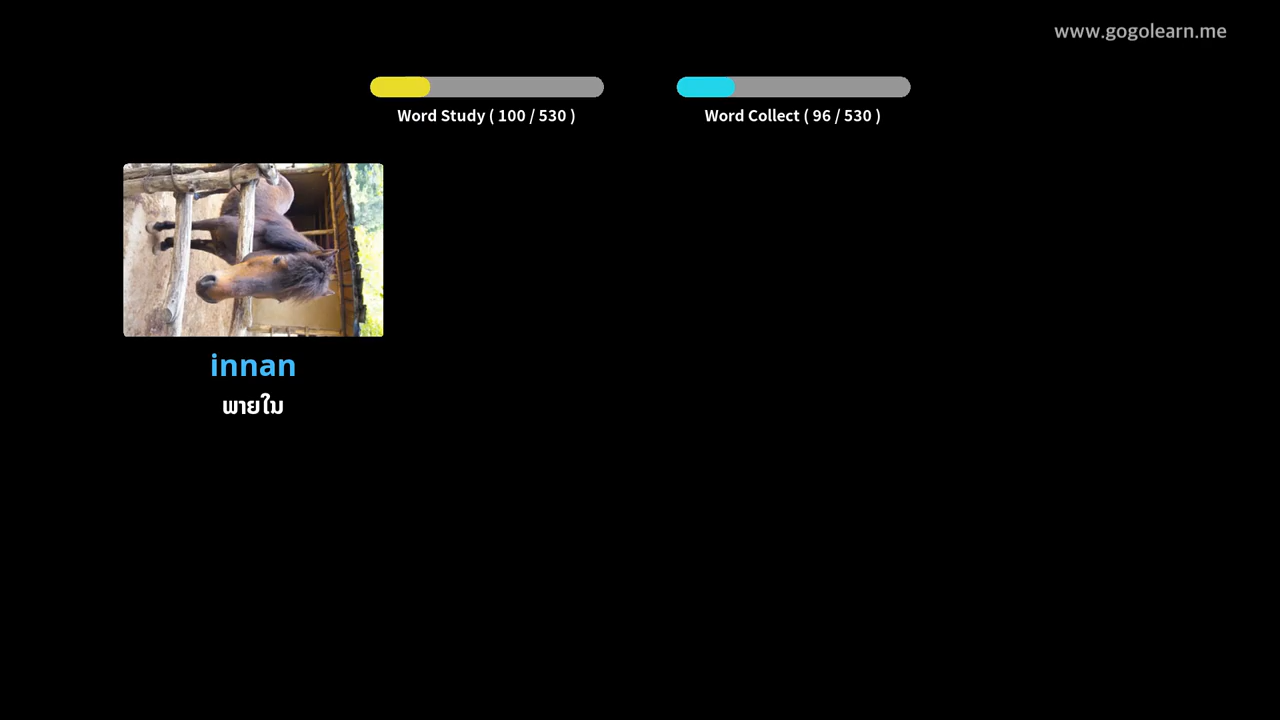 www.gogolearn.me
Word Study ( 100 / 530 )
Word Collect ( 96 / 530 )
innan
ພາຍໃນ